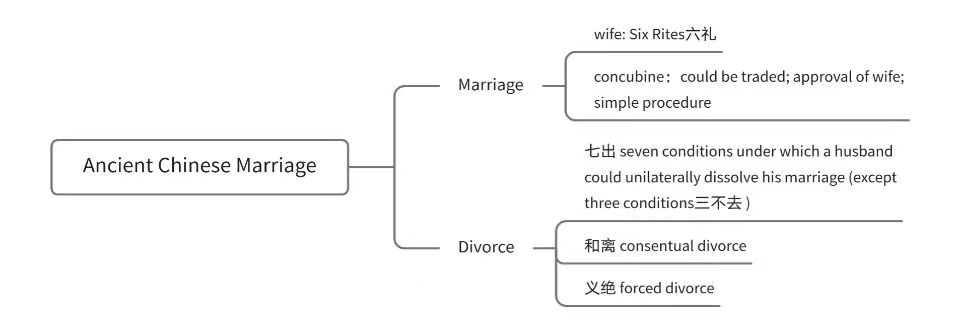 Ancient Chinese Marriage
Marriage
wife: Six Rites六礼
concubine：could be traded; approval of wife;
simple procedure
Divorce
七出 seven conditions under which a husband
could unilaterally dissolve his marriage (except
three conditions三不去 )
和离 consentual divorce
义绝 forced divorce